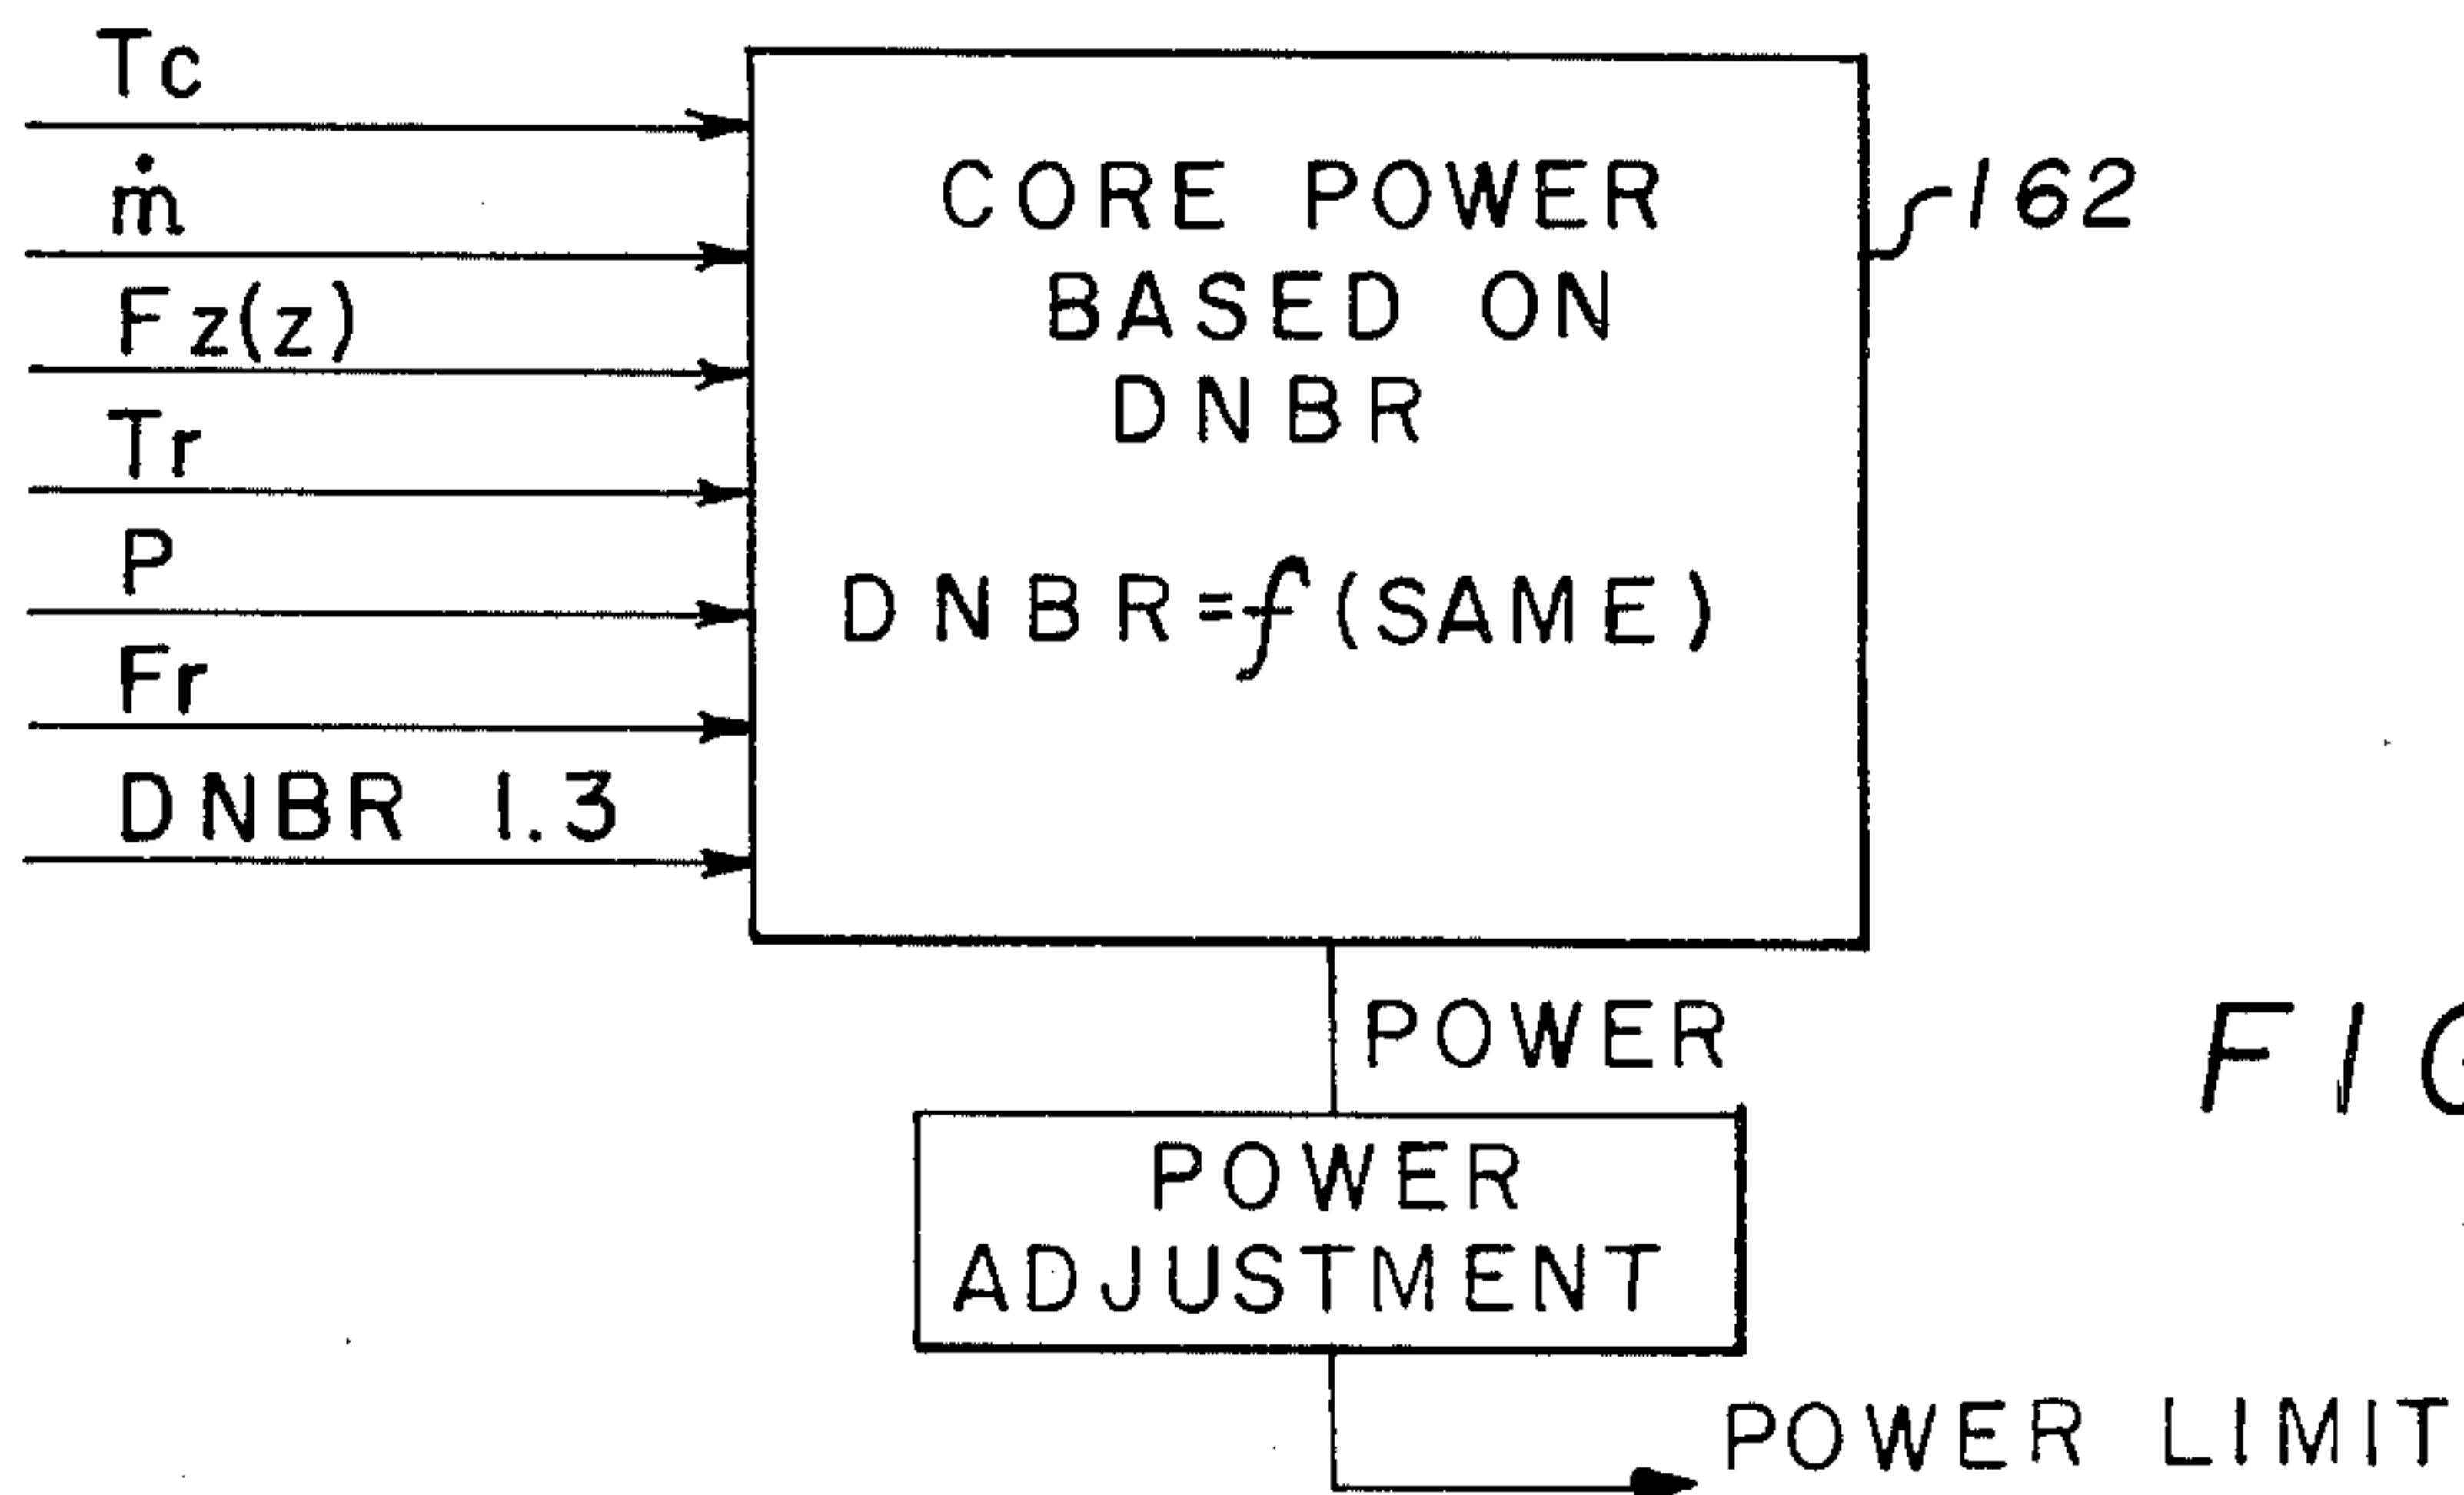 Tc
ṁ
Fz(z)
Tr
P
Fr
DNBR 1.3
CORE POWER
BASED ON
DNBR
DNBR=f(SAME)
162
POWER
POWER
ADJUSTMENT
POWER LIMIT
FIG